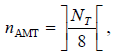 n_AMT = ⌉N_T/8⌈,